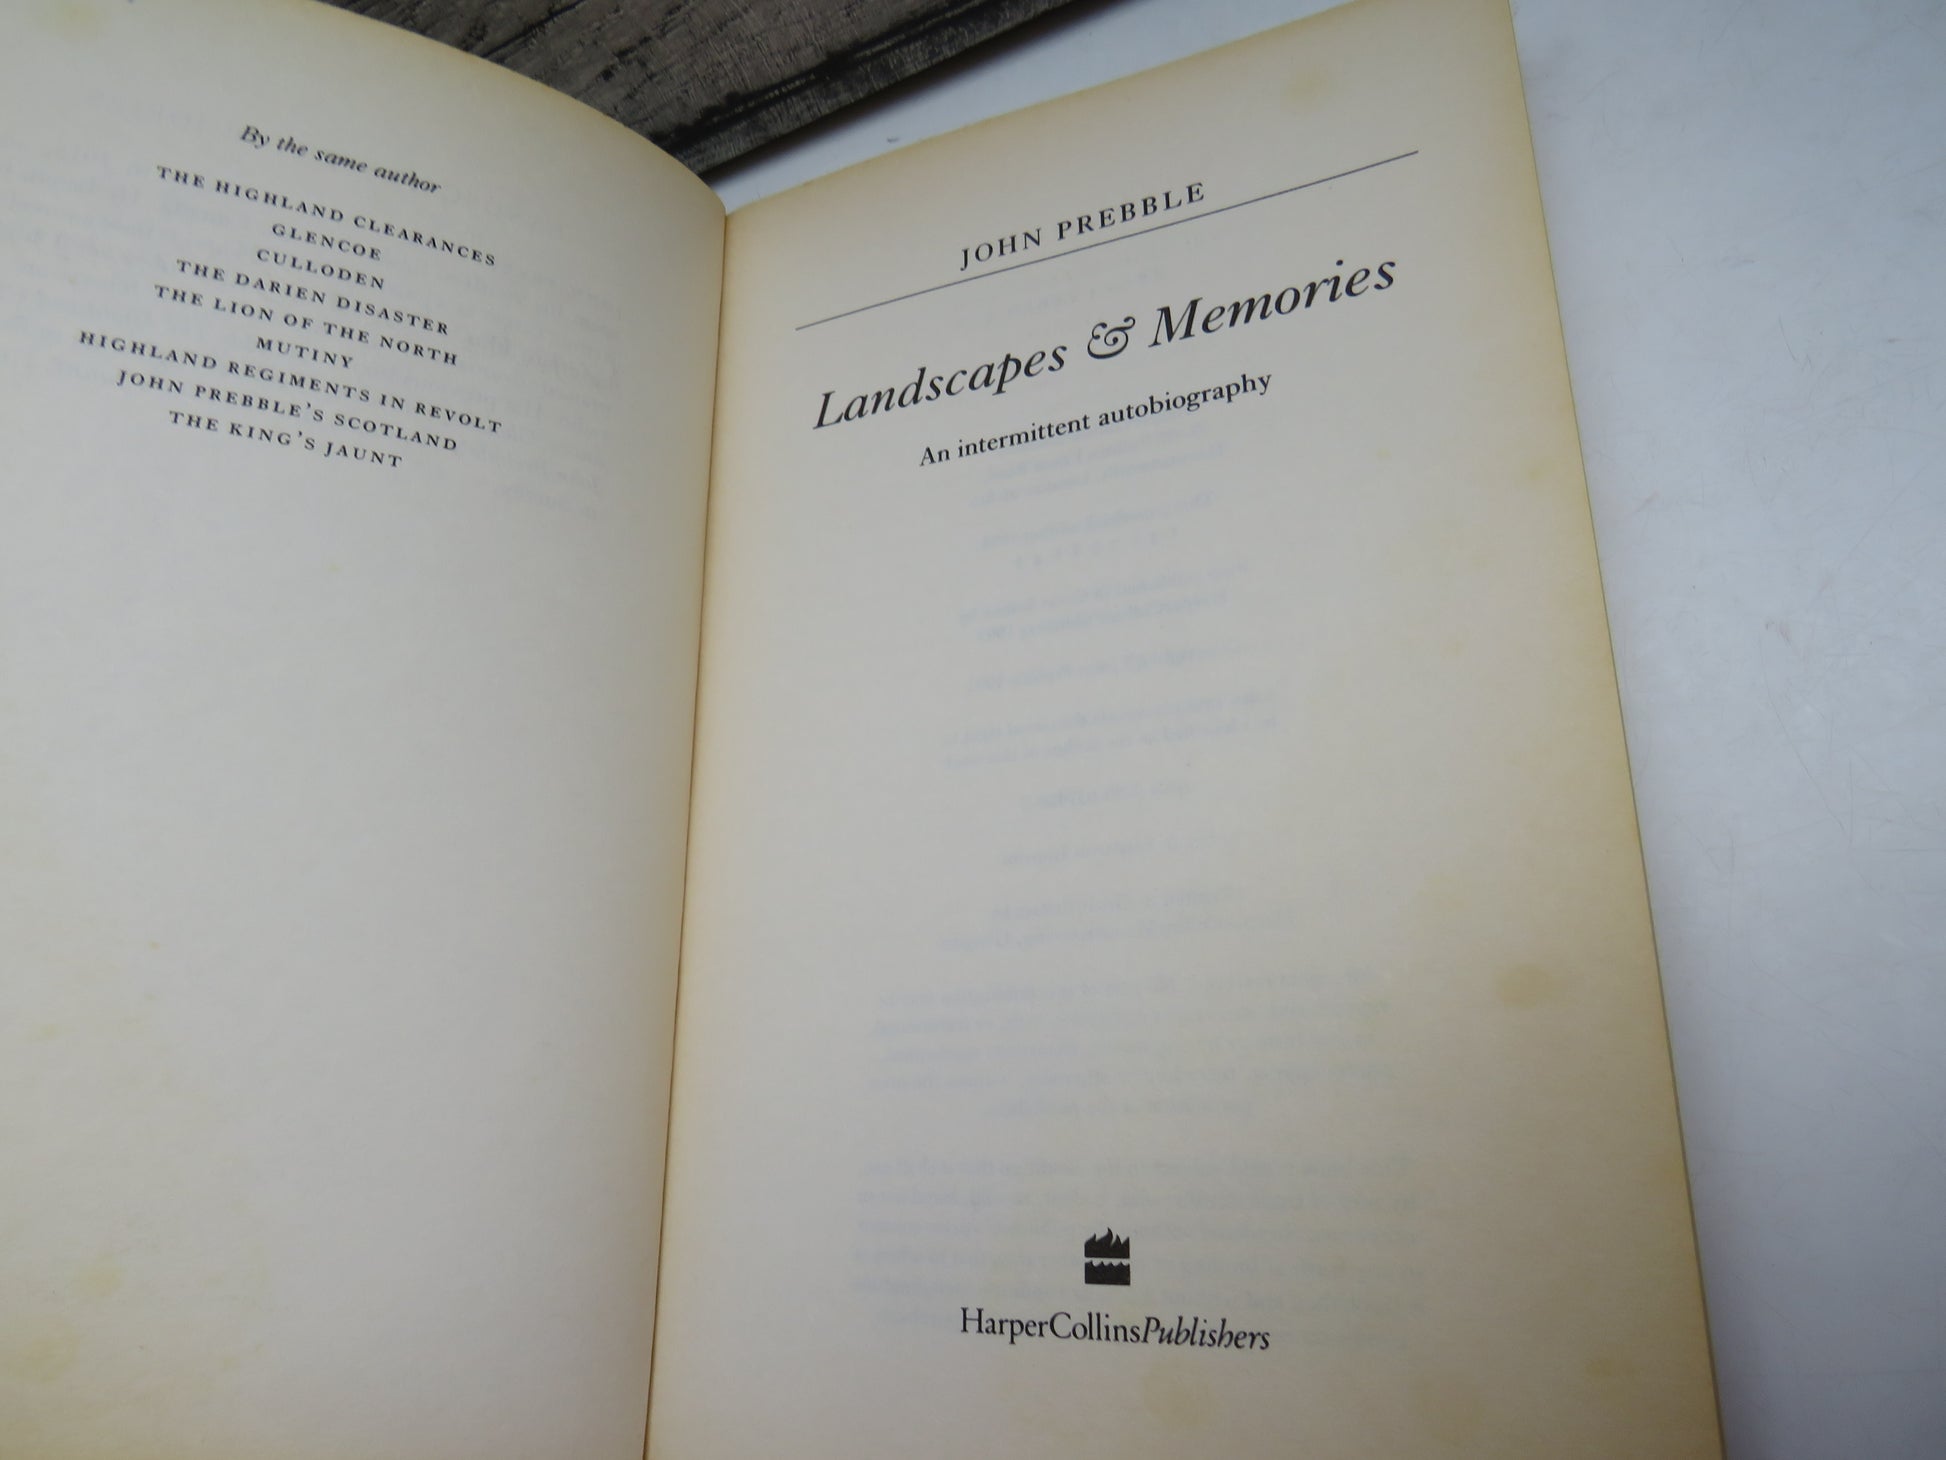 By the same author
THE HIGHLAND CLEARANCES
GLENCOE
CULLODEN
THE DARIEN DISASTER
THE LION OF THE NORTH
MUTINY
HIGHLAND REGIMENTS IN REVOLT
JOHN PREBBLE'S SCOTLAND
THE KING'S JAUNT
JOHN PREBBLE
Landscapes & Memories
An intermittent autobiography
HarperCollinsPublishers